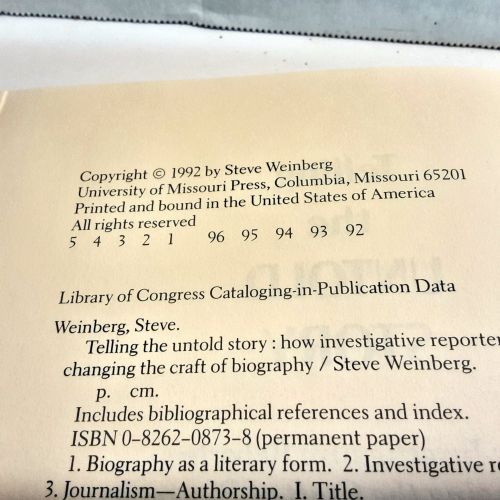 Copyright © 1992 by Steve Weinberg
University of Missouri Press, Columbia, Missouri 65201
Printed and bound in the United States of America
All rights reserved
5 4 3 2 1 96 95 94 93 92
Library of Congress Cataloging-in-Publication Data
Weinberg, Steve.
Telling the untold story : how investigative reporter
changing the craft of biography / Steve Weinberg.
p. cm.
Includes bibliographical references and index.
ISBN 0-8262-0873-8 (permanent paper)
1. Biography as a literary form. 2. Investigative
3. Journalism—Authorship. I. Title.